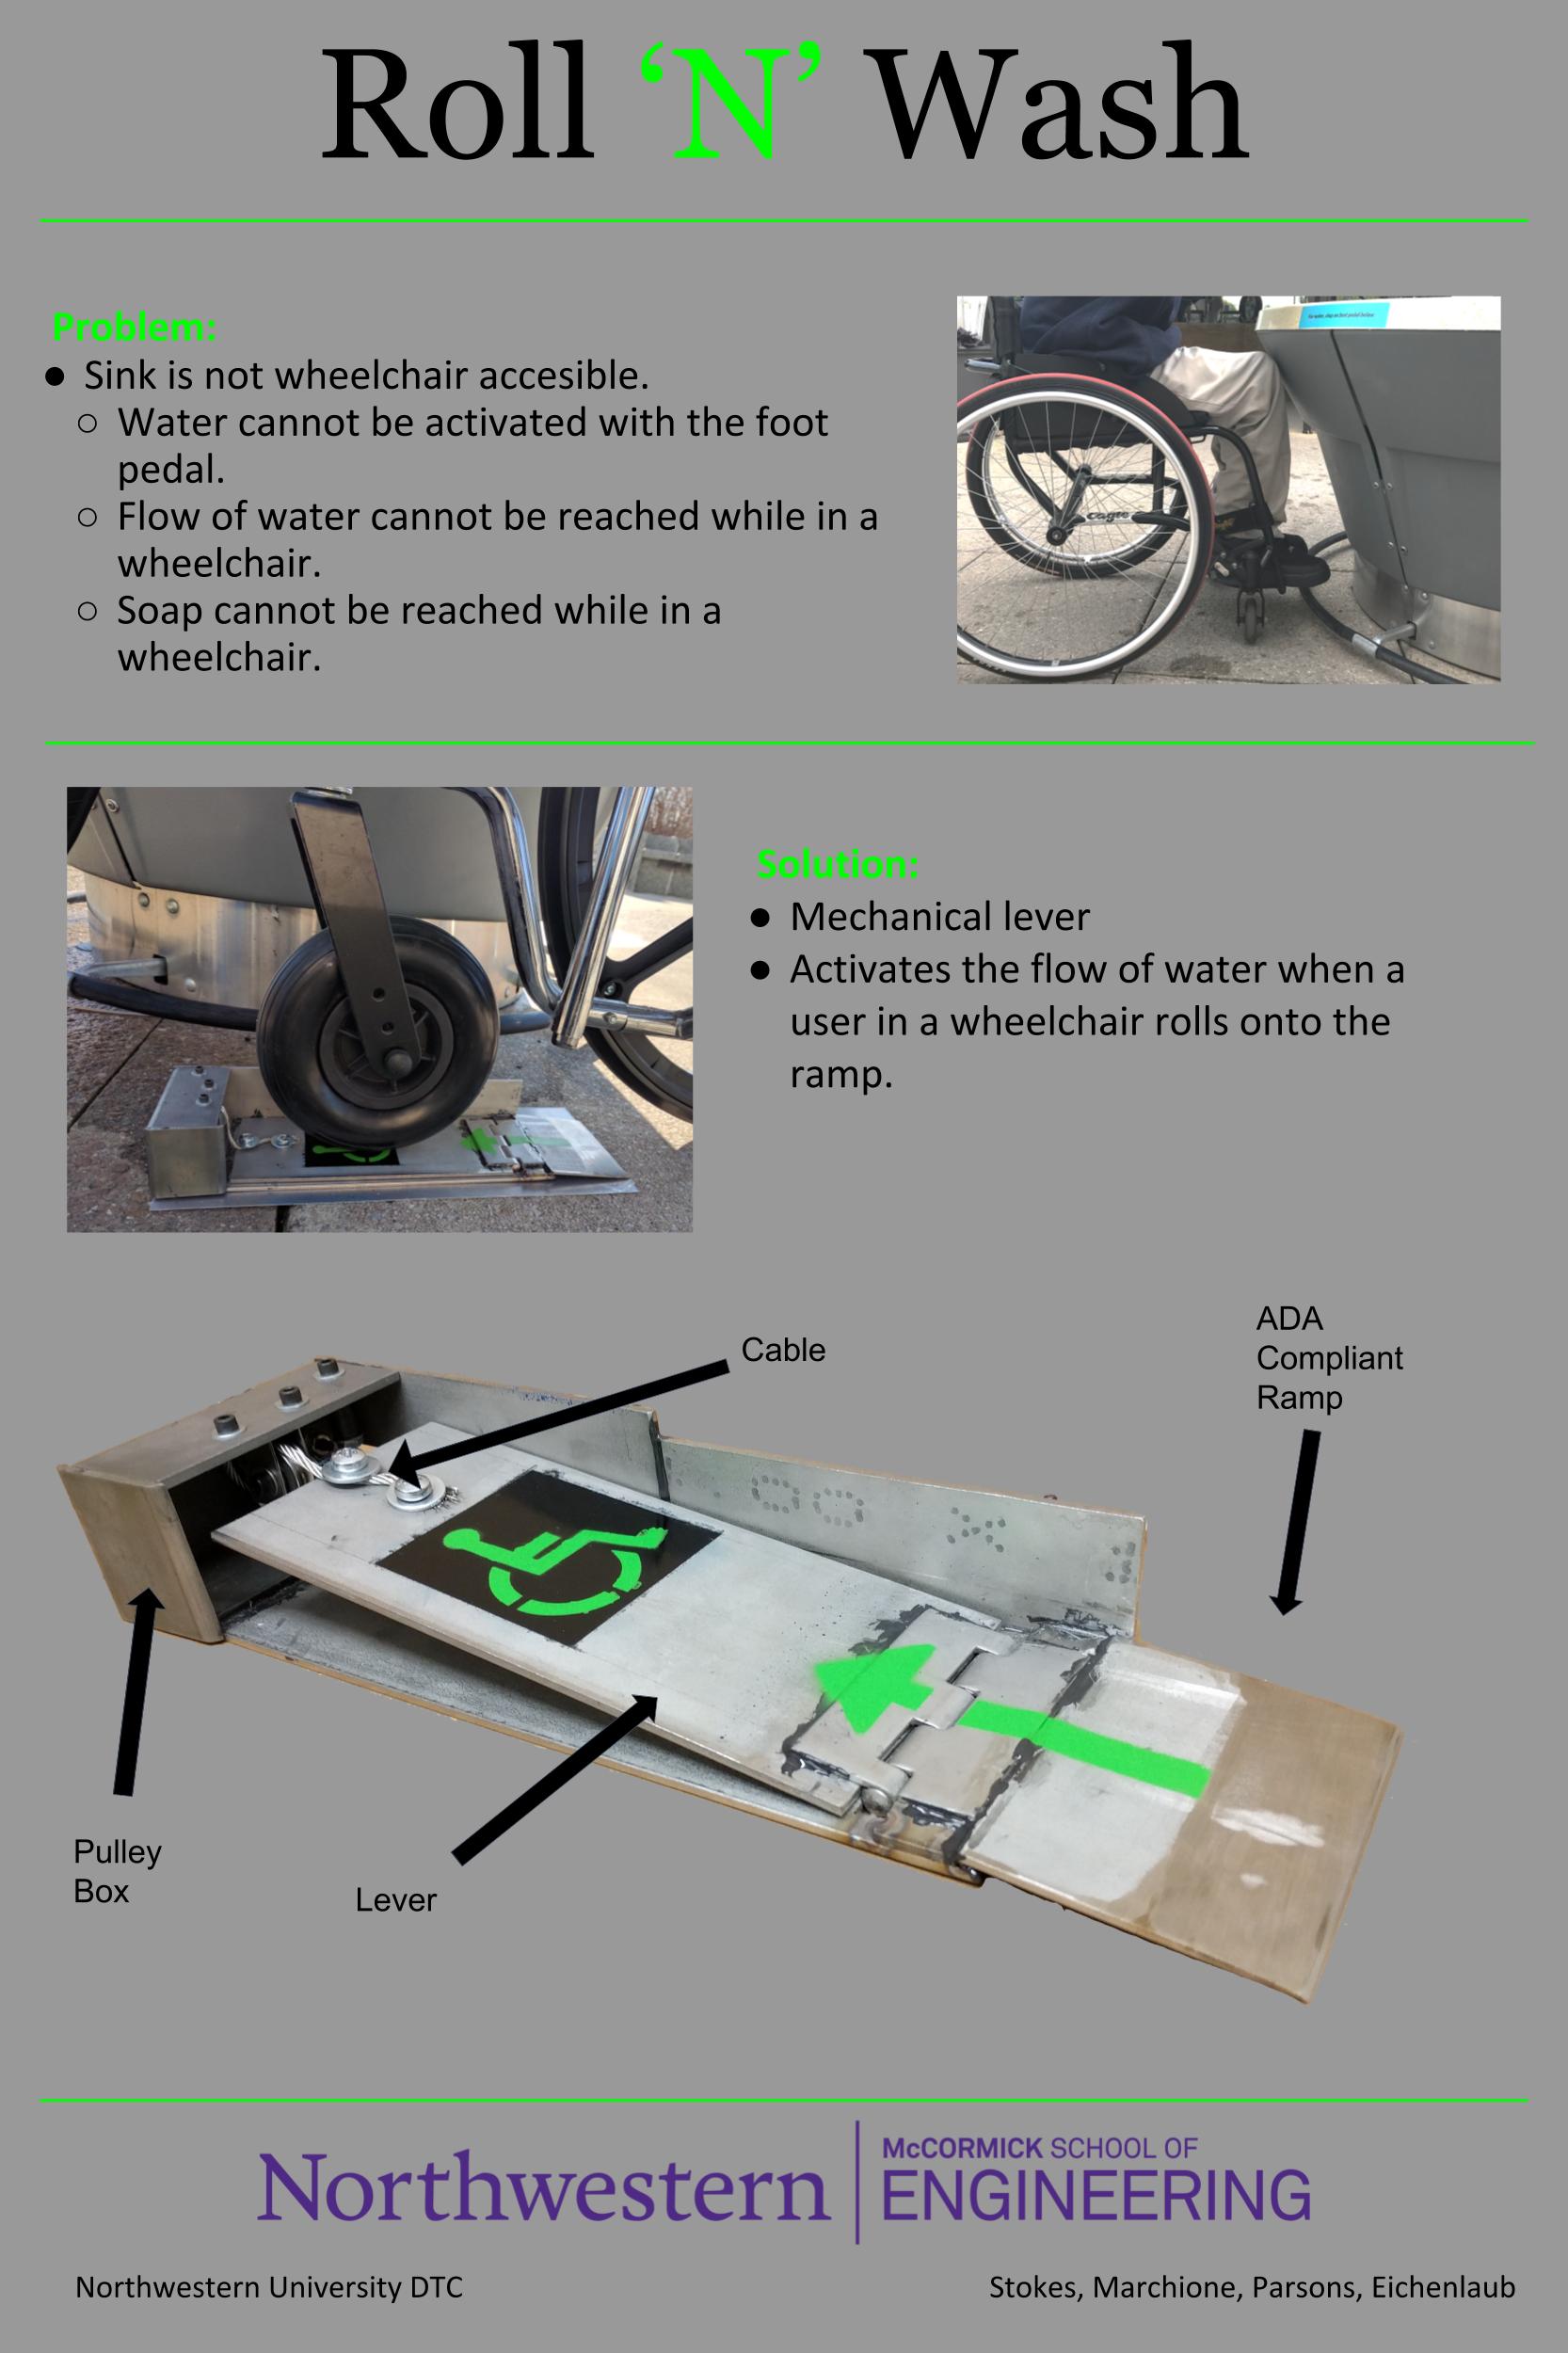 Roll ‘N’ Wash
Problem:
● Sink is not wheelchair accesible.
○ Water cannot be activated with the foot
pedal.
○ Flow of water cannot be reached while in a
wheelchair.
○ Soap cannot be reached while in a
wheelchair.
eagle
Solution:
● Mechanical lever
● Activates the flow of water when a
user in a wheelchair rolls onto the
ramp.
Cable
ADA
Compliant
Ramp
Pulley
Box
Lever
Northwestern
McCORMICK SCHOOL OF
ENGINEERING
Northwestern University DTC
Stokes, Marchione, Parsons, Eichenlaub